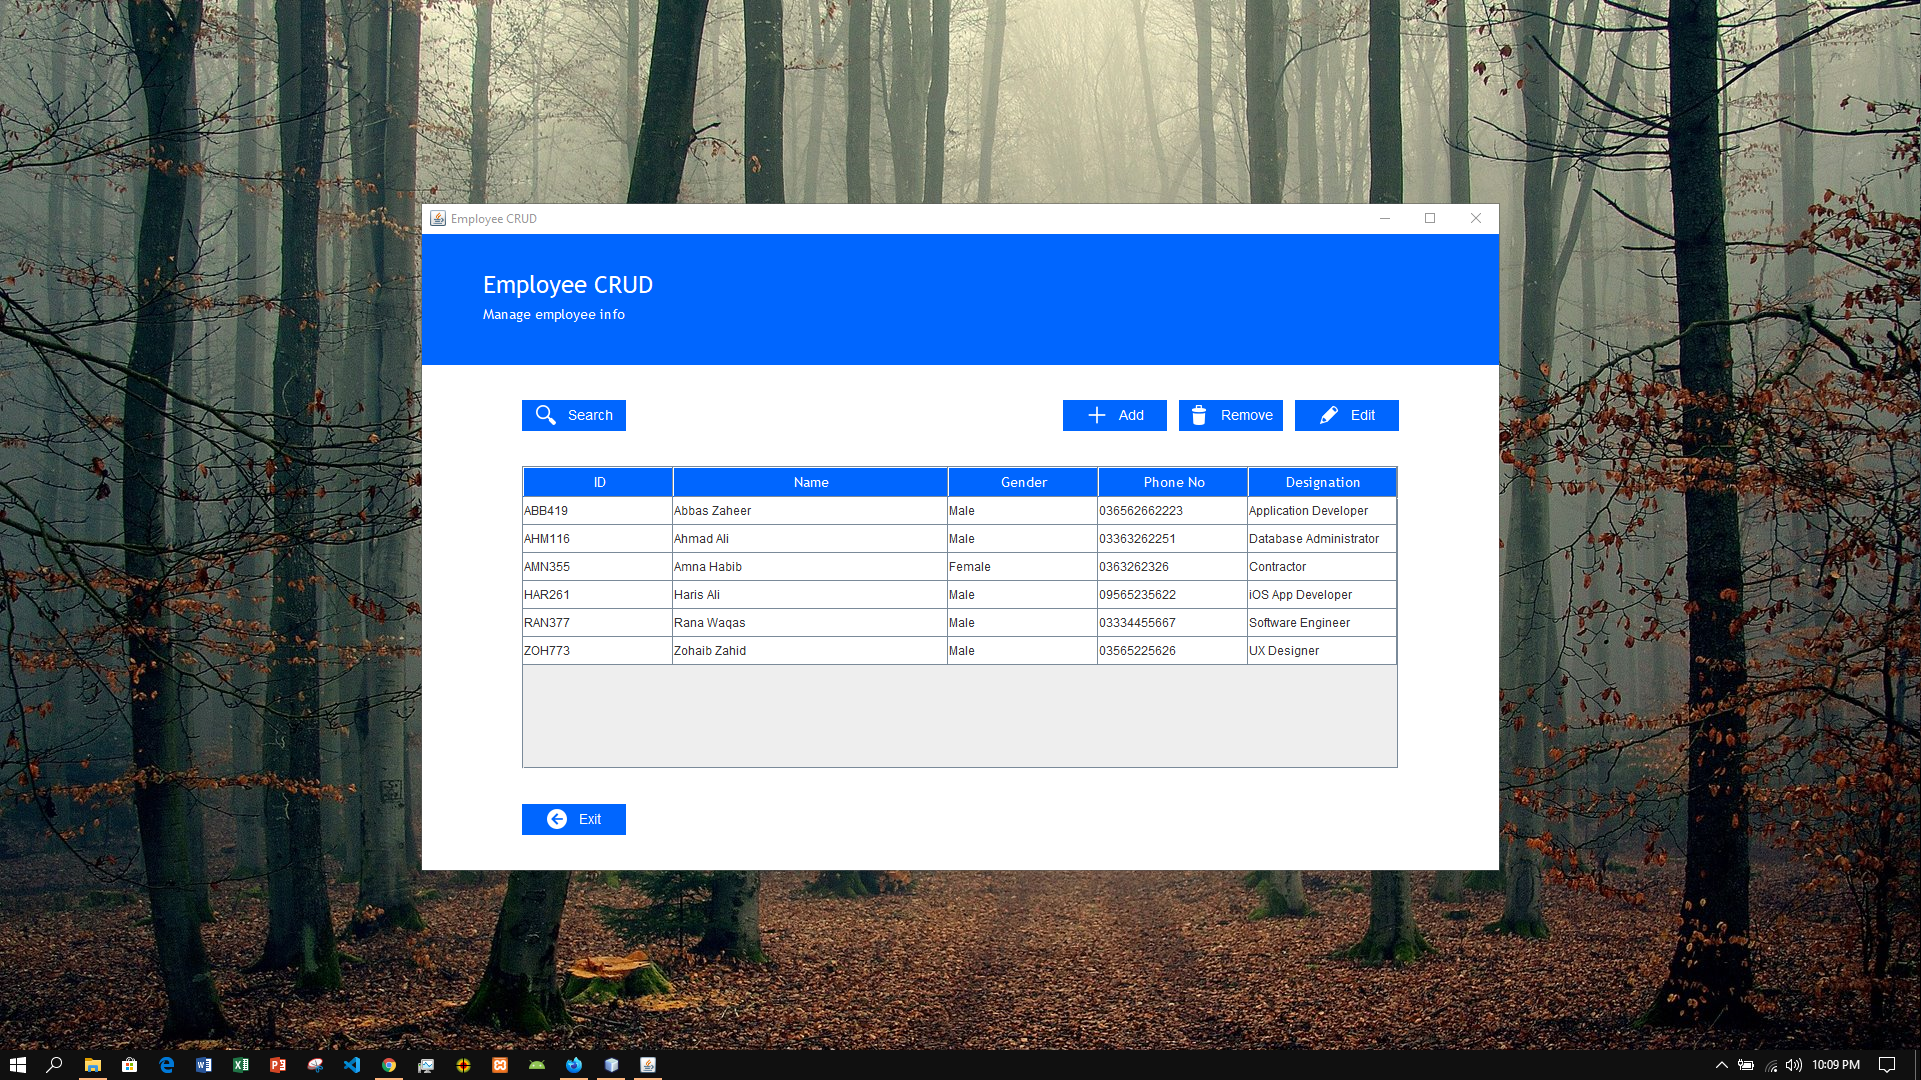 Employee CRUD
Employee CRUD
Manage employee info
Search Add Remove Edit
ID Name Gender Phone No Designation
ABB419 Abbas Zaheer Male 036562662223 Application Developer
AHM116 Ahmad Ali Male 03363262251 Database Administrator
AMN355 Amna Habib Female 0363262326 Contractor
HAR261 Haris Ali Male 09565235622 iOS App Developer
RAN377 Rana Waqas Male 03334455667 Software Engineer
ZOH773 Zohaib Zahid Male 03565225626 UX Designer
Exit
10:09 PM